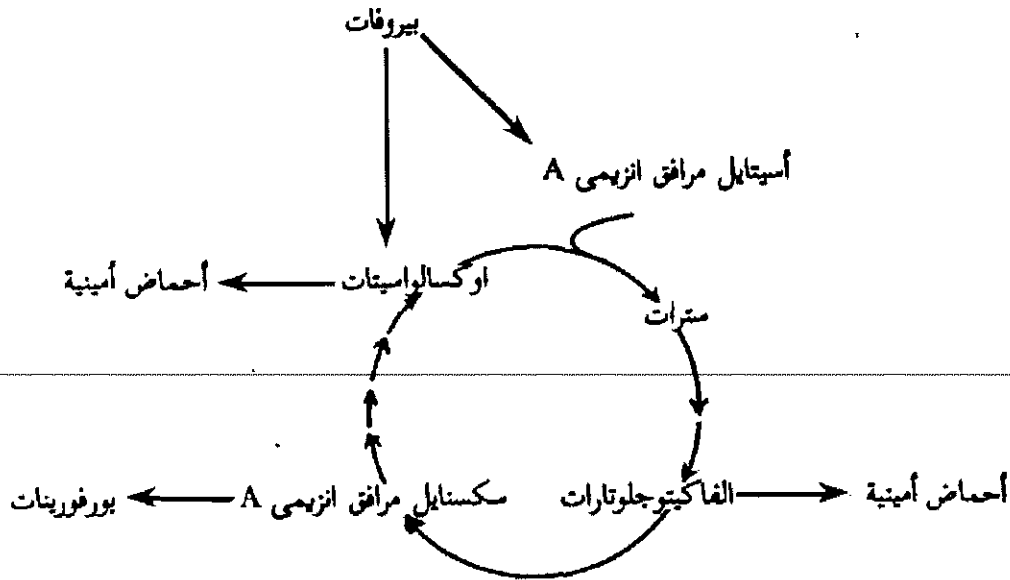 بيروفات
أسيتايل مرافق انزيمى A
اوكسالواسيتات
أحماض أمينية
سترات
أحماض أمينية
الفاكيتوجلوتارات
سكسنايل مرافق انزيمى A
بورفورينات